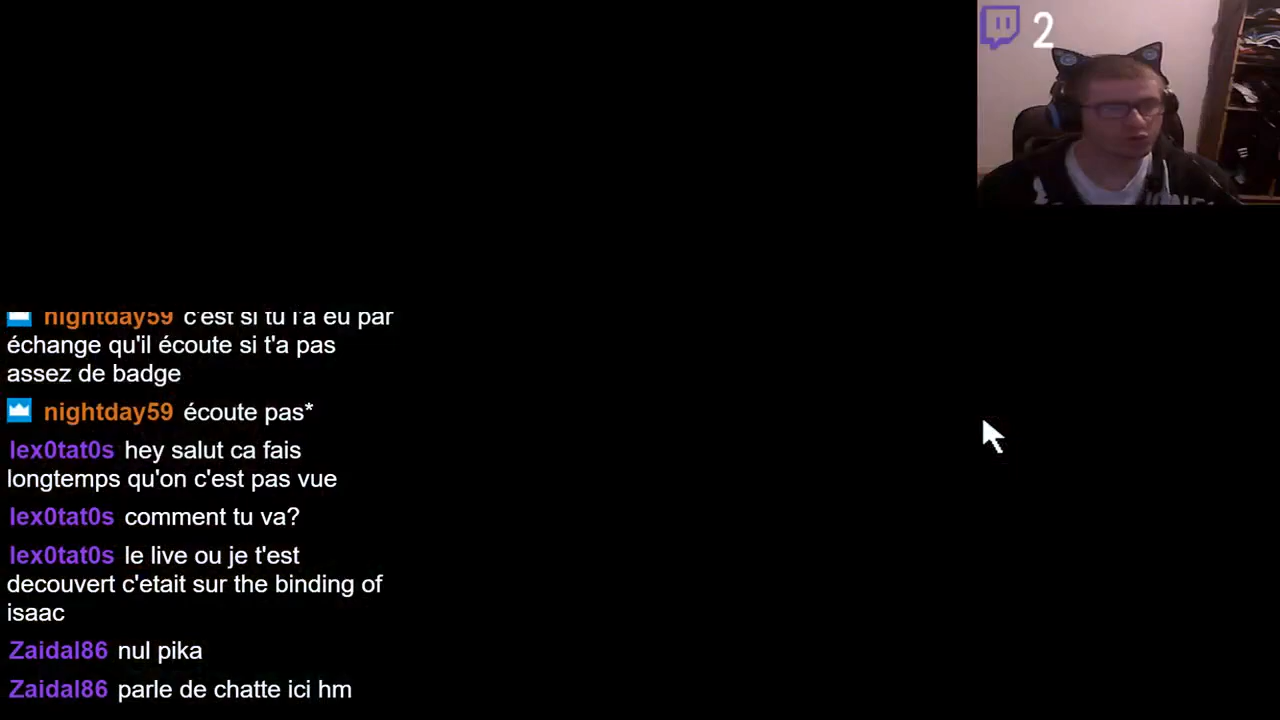 2
nightday59 c'est si tu l'a eu par
échange qu'il écoute si t'a pas
assez de badge
nightday59 écoute pas*
lex0tat0s hey salut ca fais
longtemps qu'on c'est pas vue
lex0tat0s comment tu va?
lex0tat0s le live ou je t'est
decouvert c'etait sur the binding of
isaac
Zaidal86 nul pika
Zaidal86 parle de chatte ici hm